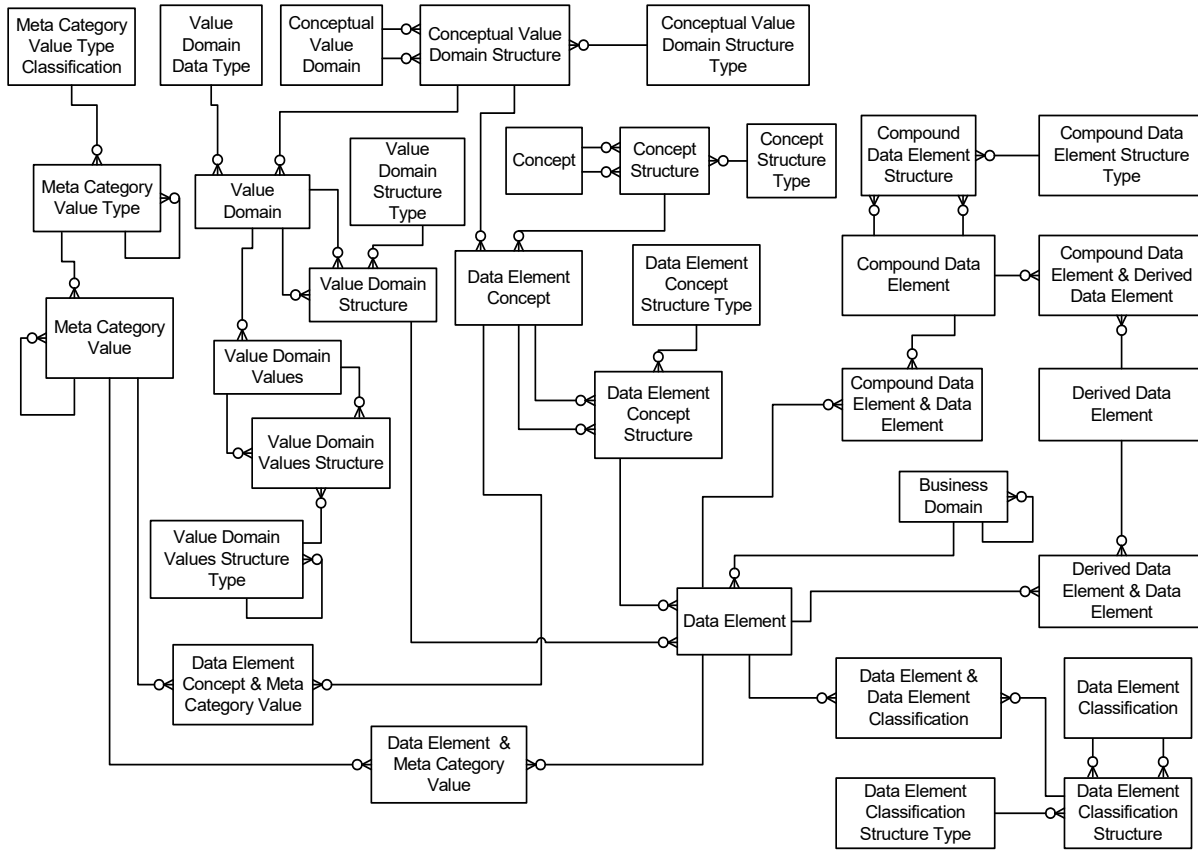 Meta Category
Value Type
Classification
Value
Domain
Data Type
Conceptual
Value
Domain
Conceptual Value
Domain Structure
Conceptual Value
Domain Structure
Type
Value
Domain
Structure
Type
Concept
Concept
Structure
Concept
Structure
Type
Compound
Data Element
Structure
Compound Data
Element Structure
Type
Meta Category
Value Type
Value
Domain
Value Domain
Structure
Data Element
Concept
Data Element
Concept
Structure Type
Compound Data
Element
Compound Data
Element & Derived
Data Element
Meta Category
Value
Value Domain
Values
Data Element
Concept
Structure
Compound Data
Element & Data
Element
Derived Data
Element
Value Domain
Values Structure
Business
Domain
Value Domain
Values Structure
Type
Data Element
Derived Data
Element & Data
Element
Data Element
Concept & Meta
Category Value
Data Element &
Data Element
Classification
Data Element
Classification
Data Element &
Meta Category
Value
Data Element
Classification
Structure Type
Data Element
Classification
Structure